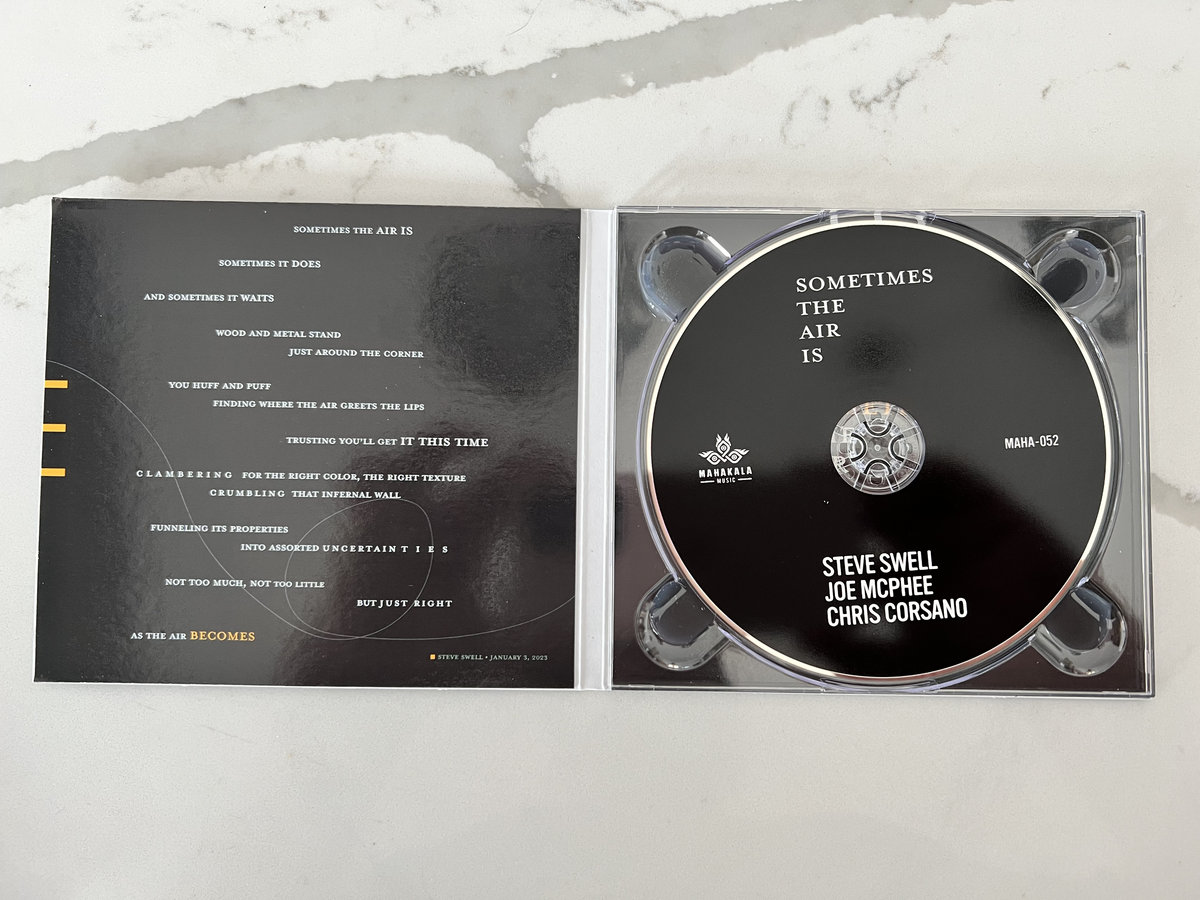 SOMETIMES THE AIR IS
SOMETIMES IT DOES
AND SOMETIMES IT WAITS
WOOD AND METAL STAND
JUST AROUND THE CORNER
YOU HUFF AND PUFF
FINDING WHERE THE AIR GREETS THE LIPS
TRUSTING YOU'LL GET IT THIS TIME
CLAMBERING FOR THE RIGHT COLOR, THE RIGHT TEXTURE
CRUMBLING THAT INFERNAL WALL
FUNNELING ITS PROPERTIES
INTO ASSORTED UNCERTAINTIES
NOT TOO MUCH, NOT TOO LITTLE
BUT JUST RIGHT
AS THE AIR BECOMES
STEVE SWELL • JANUARY 3, 2023
SOMETIMES
THE
AIR
IS
MAHAKALA
MUSIC
MAHA-052
STEVE SWELL
JOE MCPHEE
CHRIS CORSANO